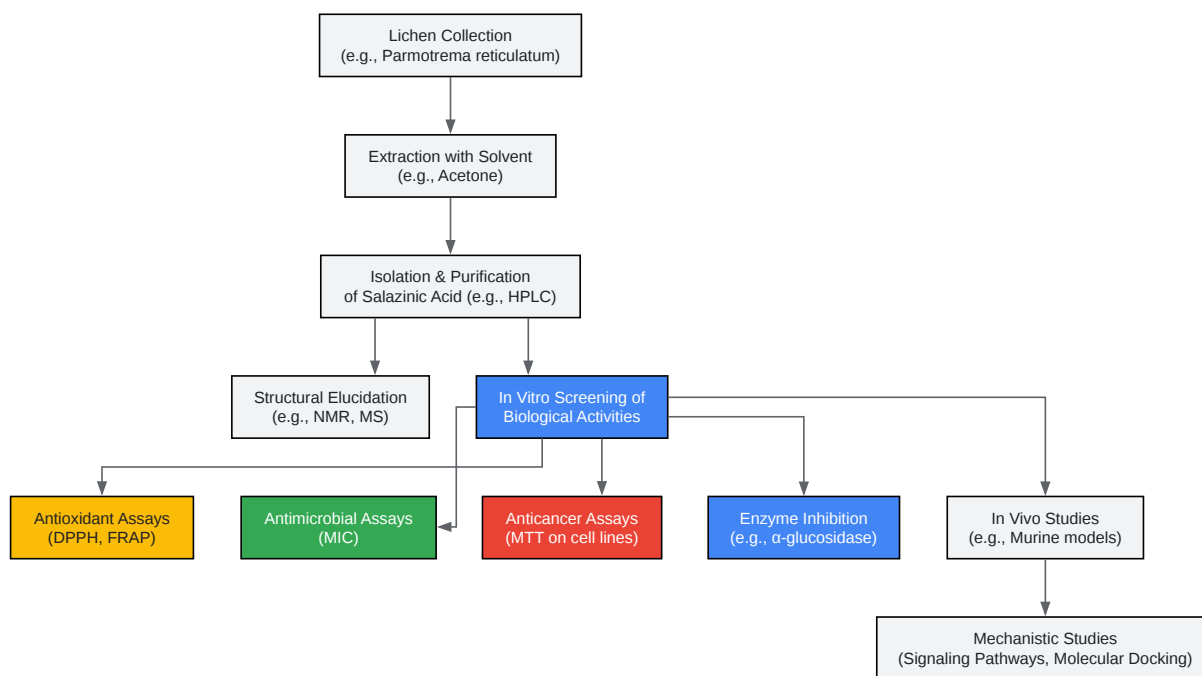 Lichen Collection
(e.g., Parmotrema reticulatum)
Extraction with Solvent
(e.g., Acetone)
Isolation & Purification
of Salazinic Acid (e.g., HPLC)
Structural Elucidation
(e.g., NMR, MS)
In Vitro Screening of
Biological Activities
Antioxidant Assays
(DPPH, FRAP)
Antimicrobial Assays
(MIC)
Anticancer Assays
(MTT on cell lines)
Enzyme Inhibition
(e.g., α-glucosidase)
In Vivo Studies
(e.g., Murine models)
Mechanistic Studies
(Signaling Pathways, Molecular Docking)